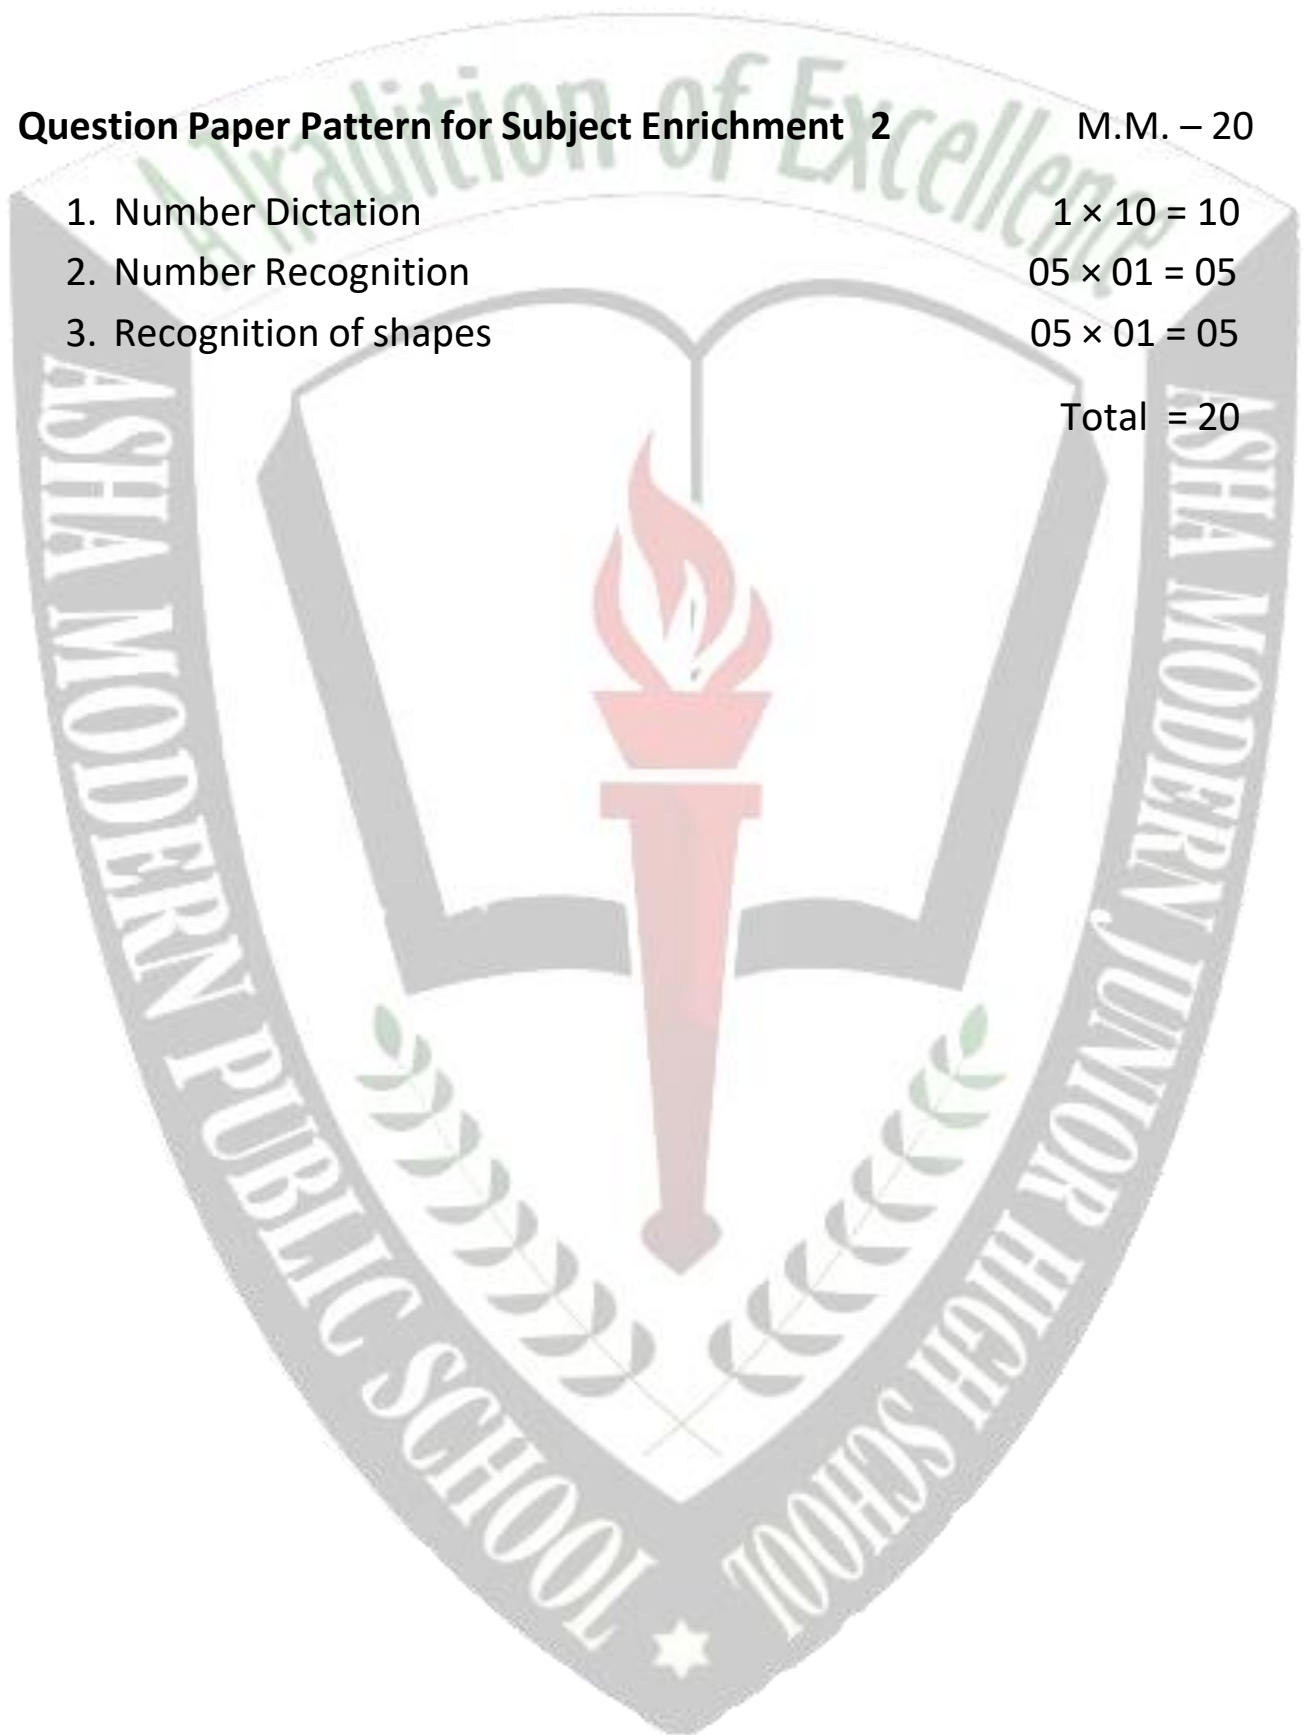 A Tradition of Excellence
Question Paper Pattern for Subject Enrichment 2 M.M. – 20
1. Number Dictation 1 × 10 = 10
2. Number Recognition 05 × 01 = 05
3. Recognition of shapes 05 × 01 = 05
Total = 20
ASHA MODERN PUBLIC SCHOOL
ASHA MODERN JUNIOR HIGH SCHOOL